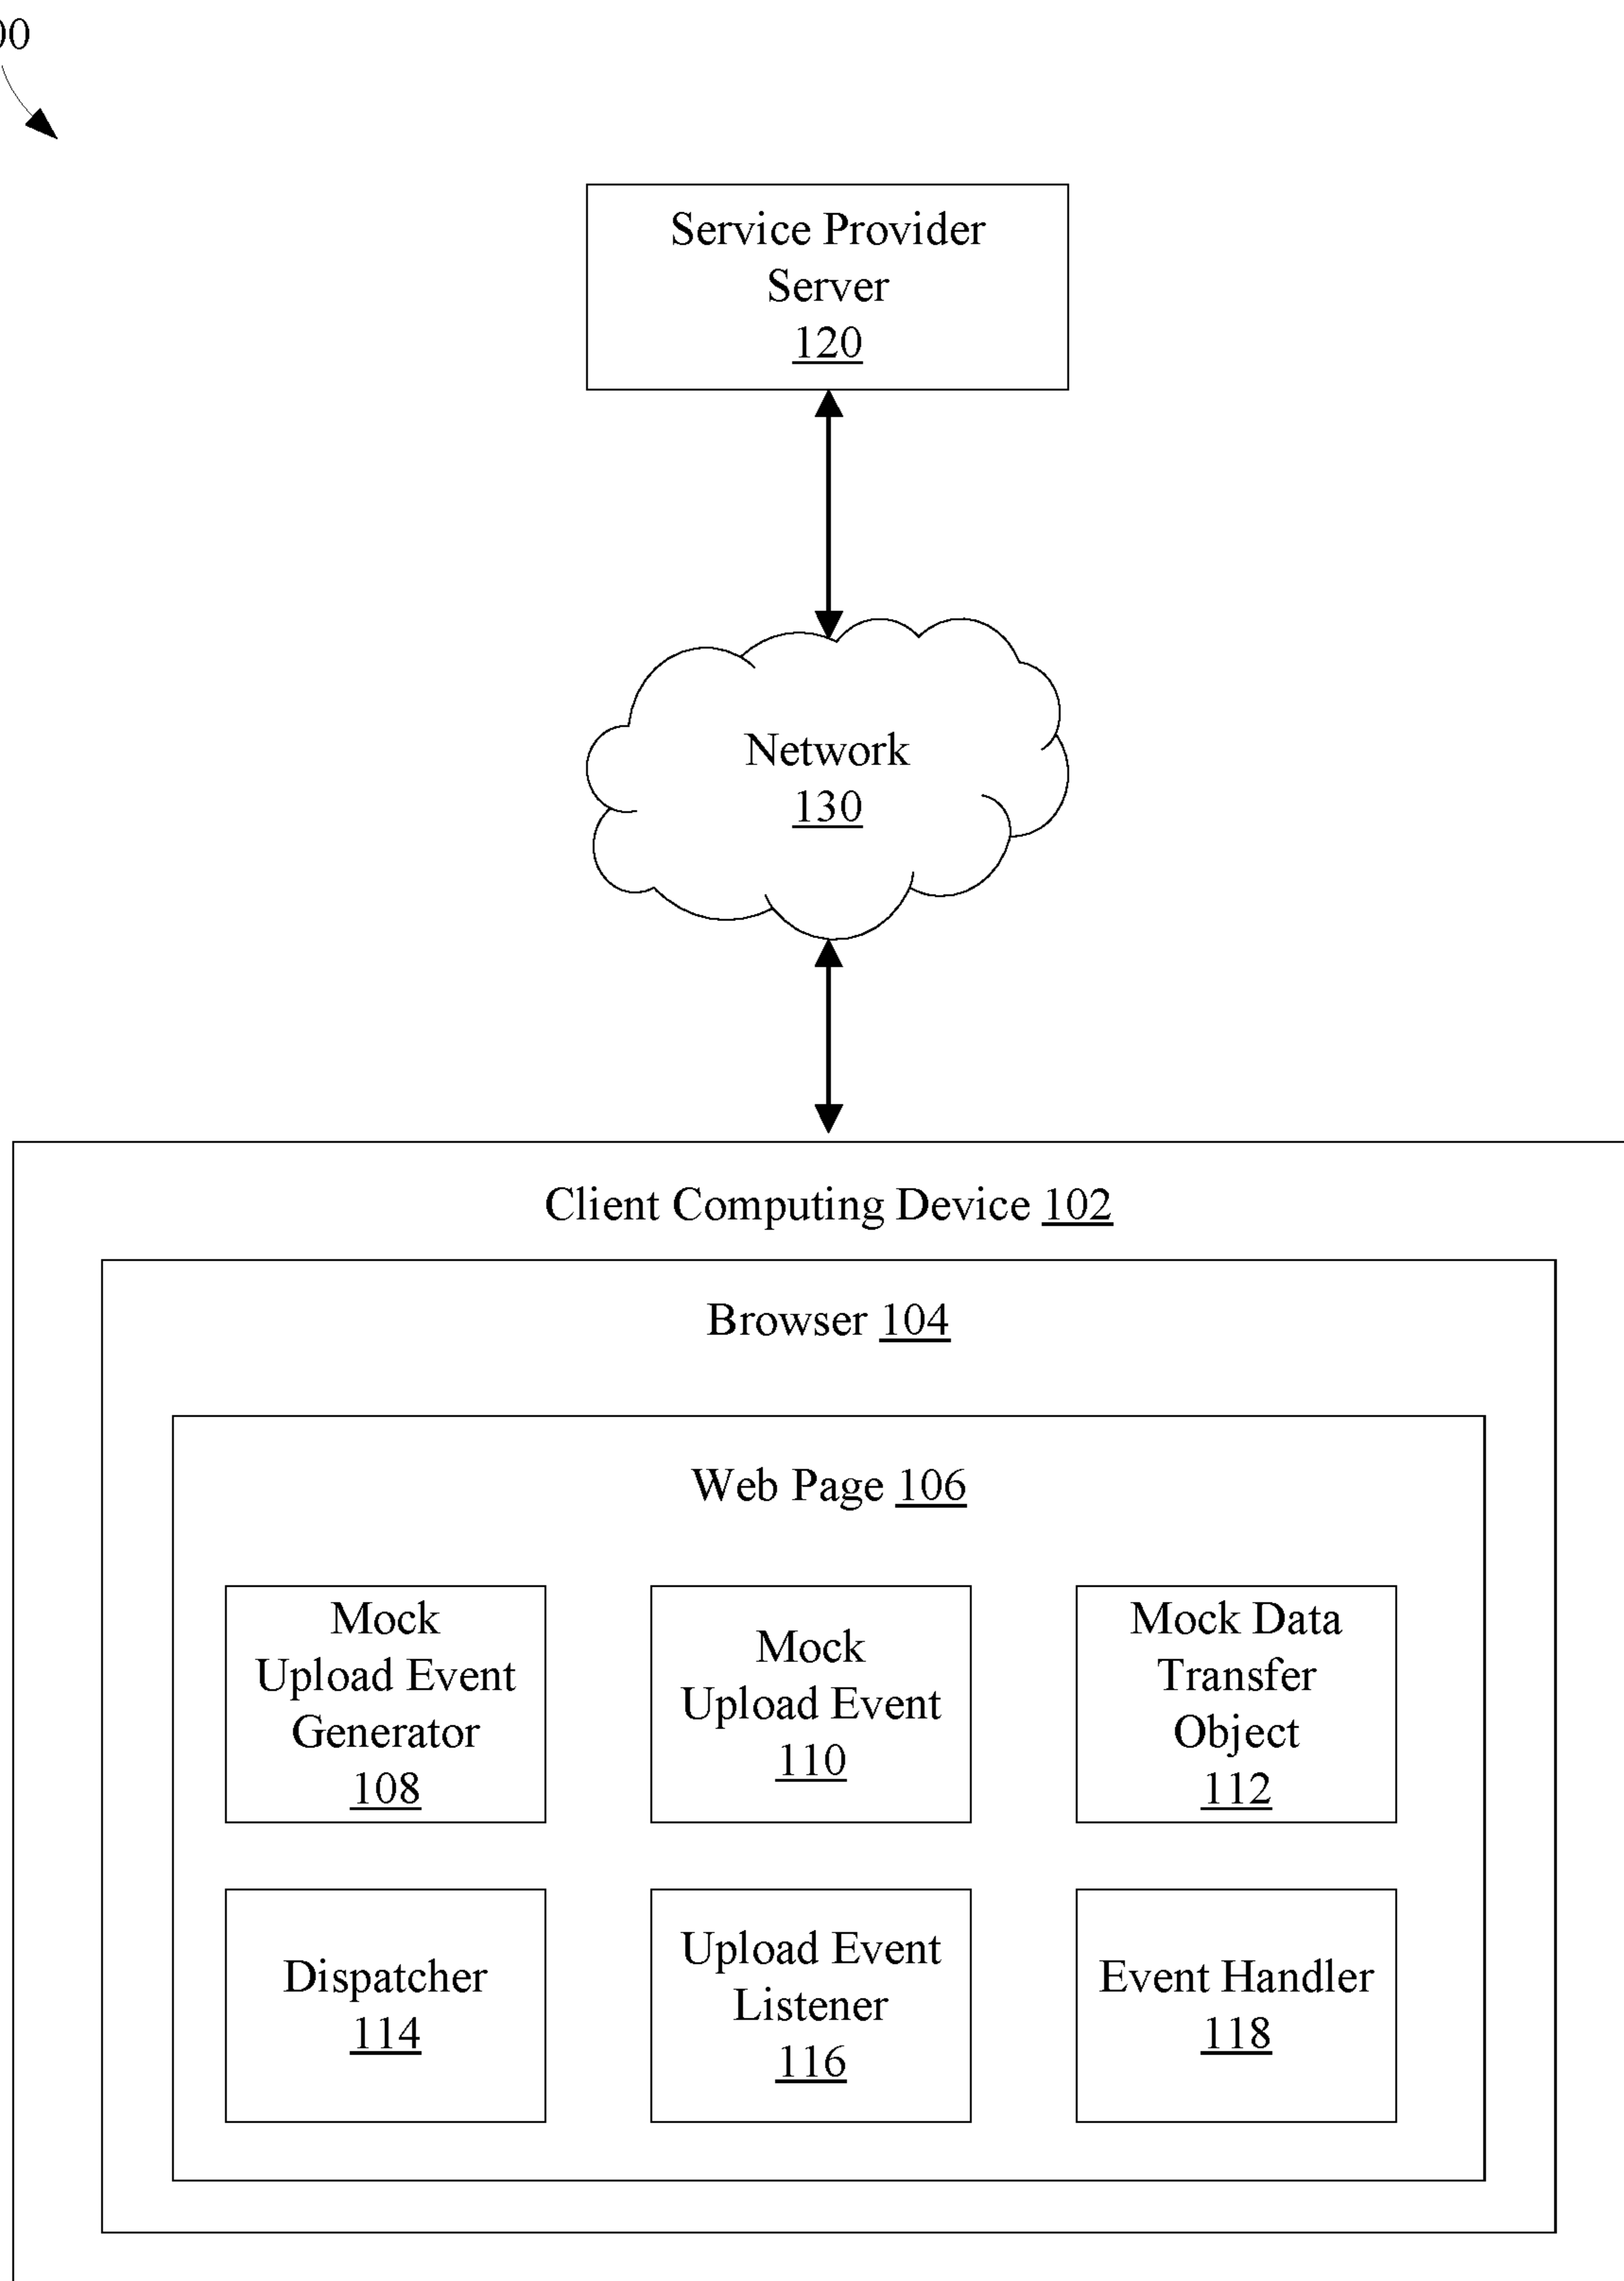 00
Service Provider
Server
120
Network
130
Client Computing Device 102
Browser 104
Web Page 106
Mock
Upload Event
Generator
108
Mock
Upload Event
110
Mock Data
Transfer
Object
112
Dispatcher
114
Upload Event
Listener
116
Event Handler
118